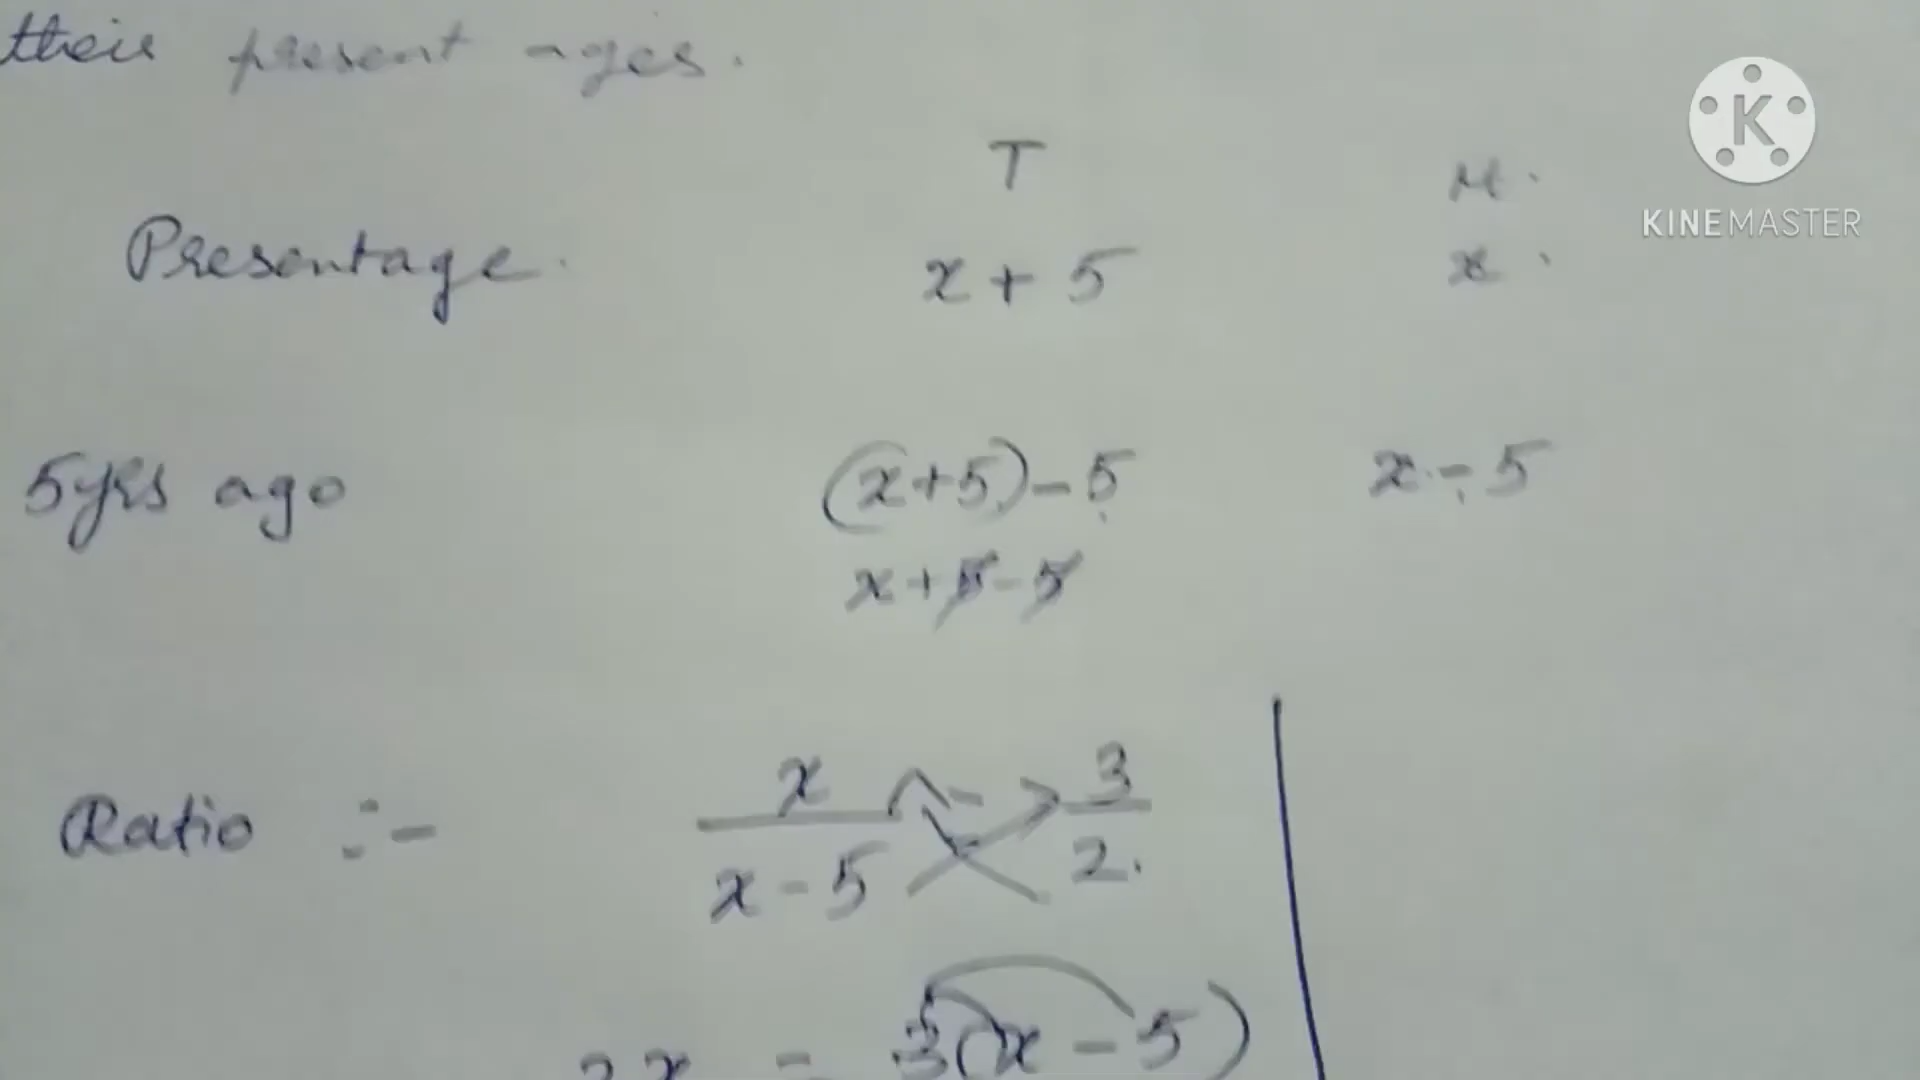 their present ages.
T M.
Presentage. x + 5 x.
5yrs ago (x+5)-5 x-5
x+5-5
Ratio :- x/x-5 = 3/2.
2x = 3(x-5)
K
KINEMASTER